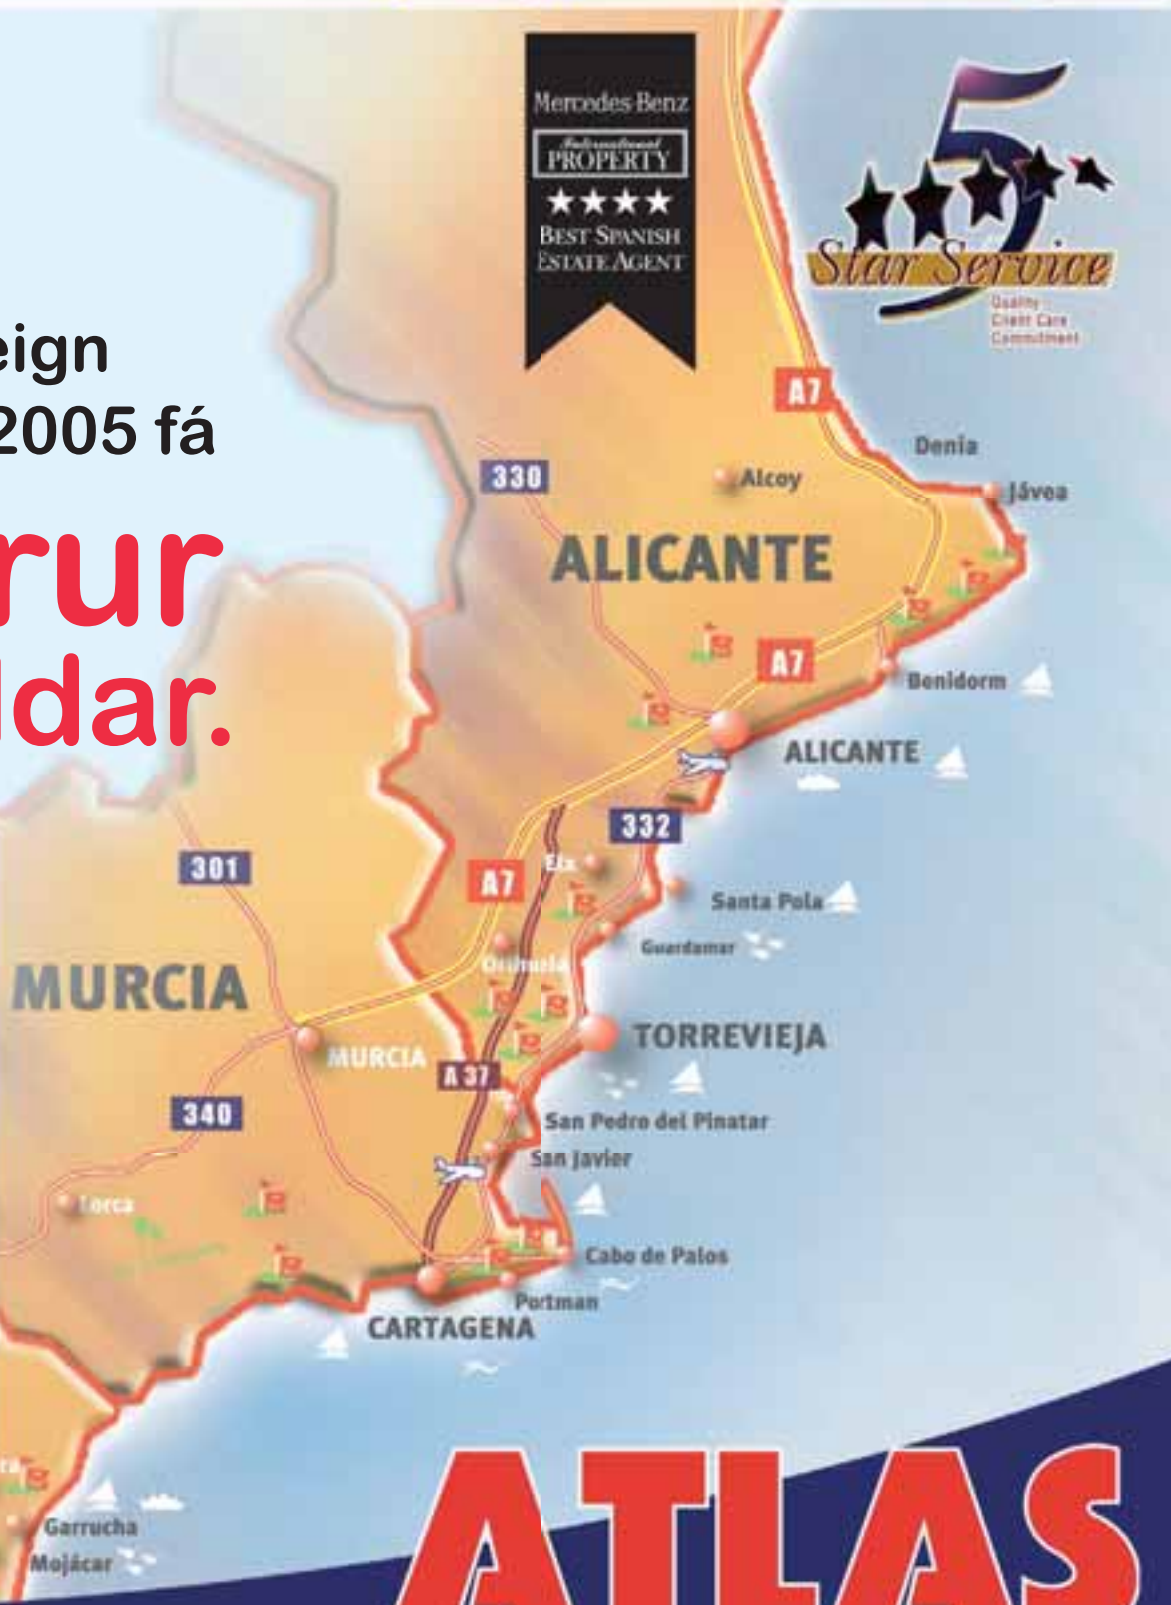 Mercedes-Benz
International
PROPERTY
BEST SPANISH
ESTATE AGENT
5
Star Service
Quality
Client Care
Commitment
eign
2005 fá
rur
ldar.
A7
Denia
330
Alcoy
Jávea
ALICANTE
A7
Benidorm
ALICANTE
332
301
A7
Elx
Santa Pola
Guardamar
Orihuela
MURCIA
TORREVIEJA
MURCIA
A 37
340
San Pedro del Pinatar
San Javier
Lorca
Cabo de Palos
Portman
CARTAGENA
ATLAS
Garrucha
Mojácar